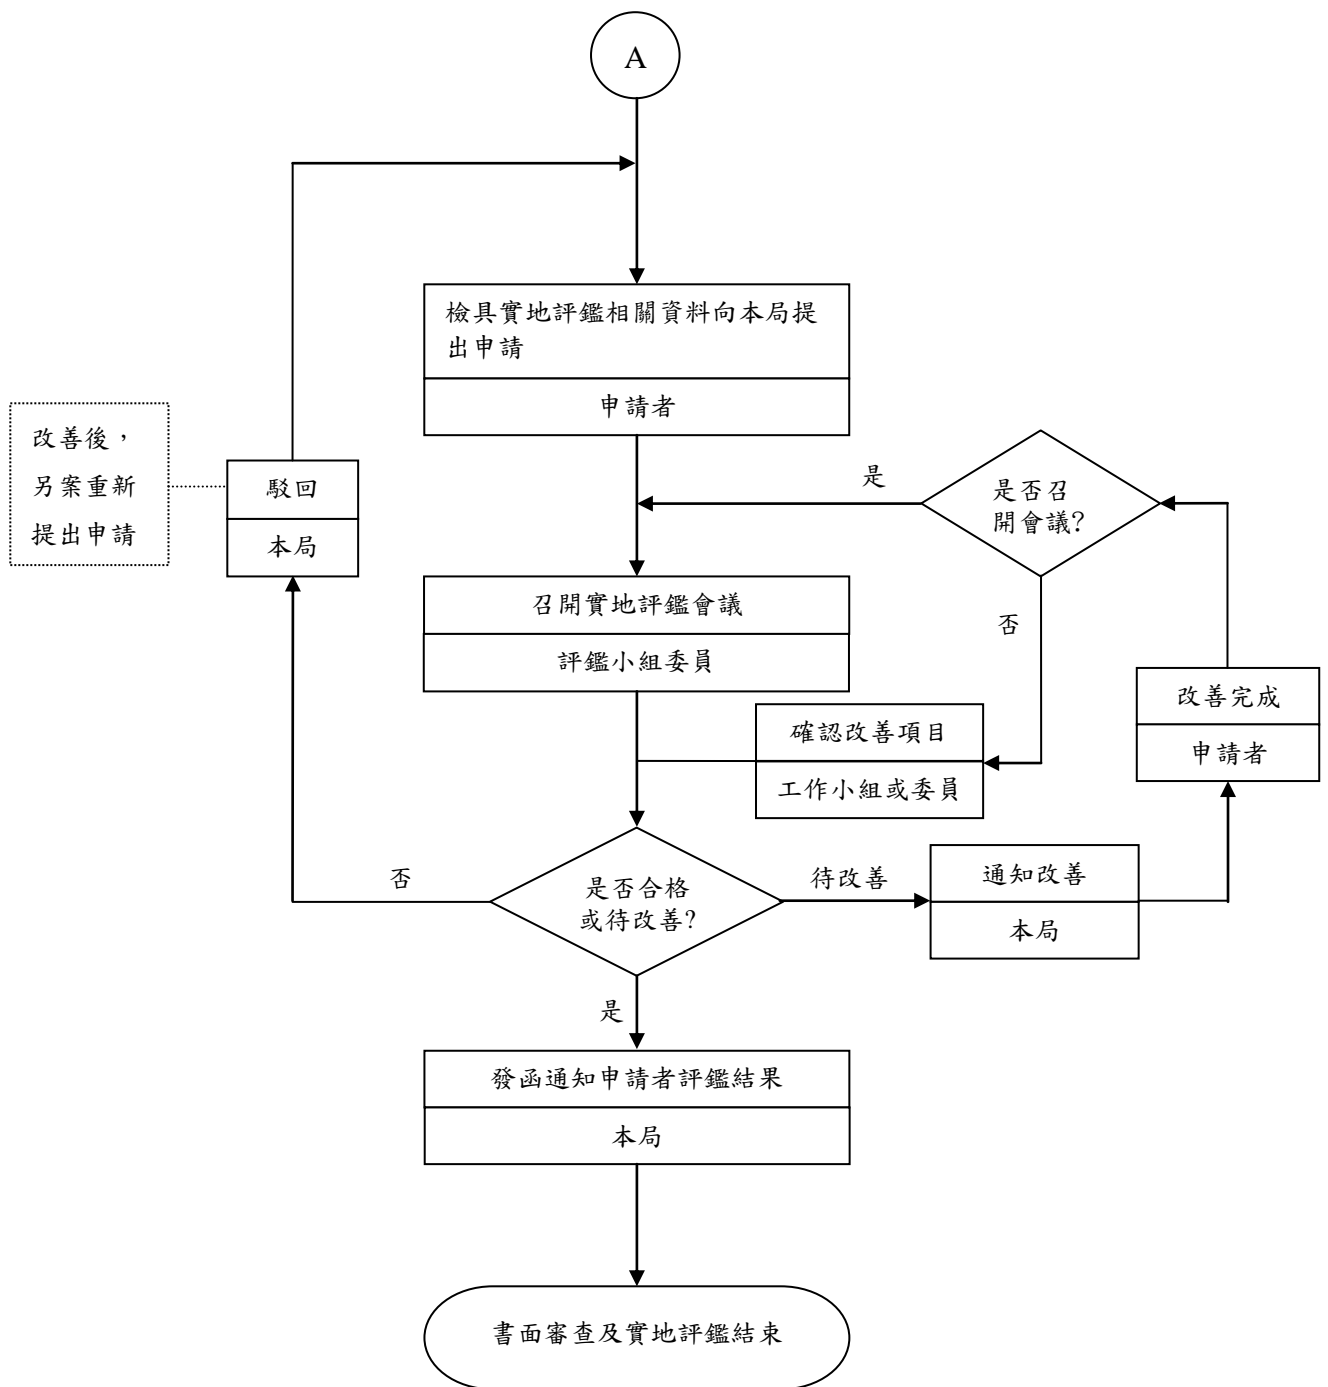 A
檢具實地評鑑相關資料向本局提
出申請
申請者
改善後，
另案重新
提出申請
駁回
本局
是
是否召
開會議?
否
召開實地評鑑會議
評鑑小組委員
改善完成
申請者
確認改善項目
工作小組或委員
否
是否合格
或待改善?
待改善
通知改善
本局
是
發函通知申請者評鑑結果
本局
書面審查及實地評鑑結束